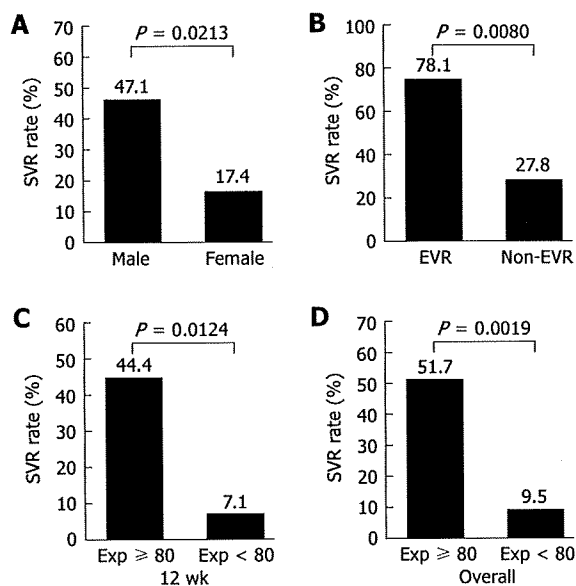 A
P = 0.0213
70
60
50
40
30
20
10
0
SVR rate (%)
47.1
17.4
Male Female
B
P = 0.0080
100
80
60
40
20
0
SVR rate (%)
78.1
27.8
EVR Non-EVR
C
P = 0.0124
60
50
40
30
20
10
0
SVR rate (%)
44.4
7.1
Exp ⩾ 80 Exp < 80
12 wk
D
P = 0.0019
70
60
50
40
30
20
10
0
SVR rate (%)
51.7
9.5
Exp ⩾ 80 Exp < 80
Overall